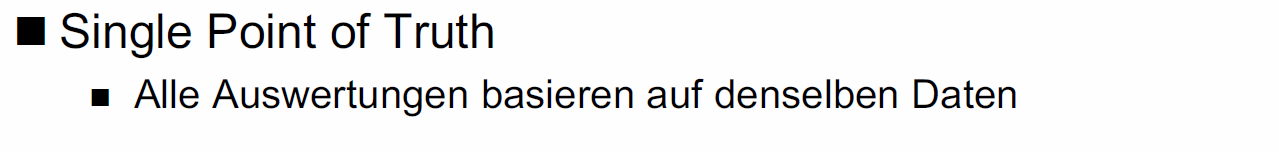 Single Point of Truth
Alle Auswertungen basieren auf denselben Daten